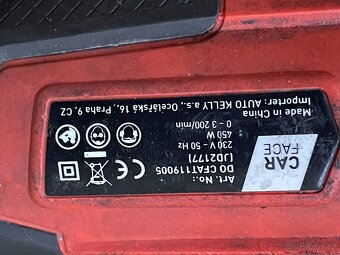 CAR
FACE
Art. No.:
DO CFAT119005
(JD2177)
230 V ~ 50 Hz
450 W
0 - 3 200/min
Made in China
Importer: AUTO KELLY a.s., Ocelářská 16, Praha 9, CZ